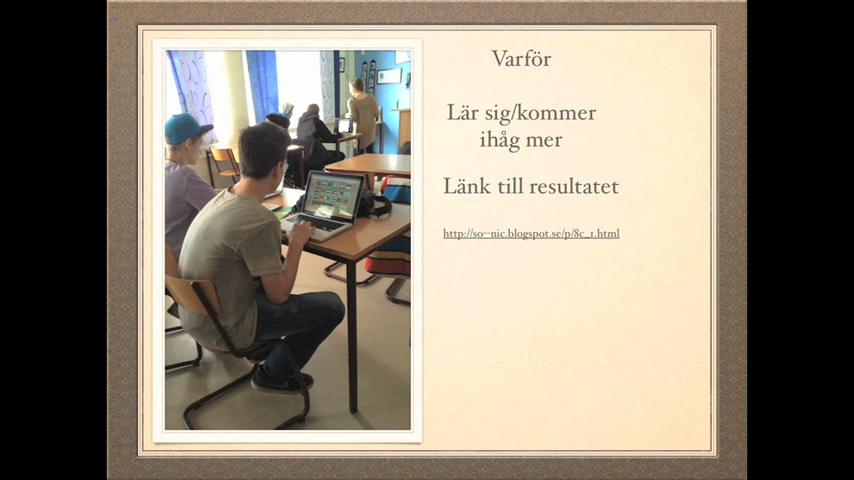 Varför
Lär sig/kommer
ihåg mer
Länk till resultatet
http://so-nic.blogspot.se/p/8c_1.html